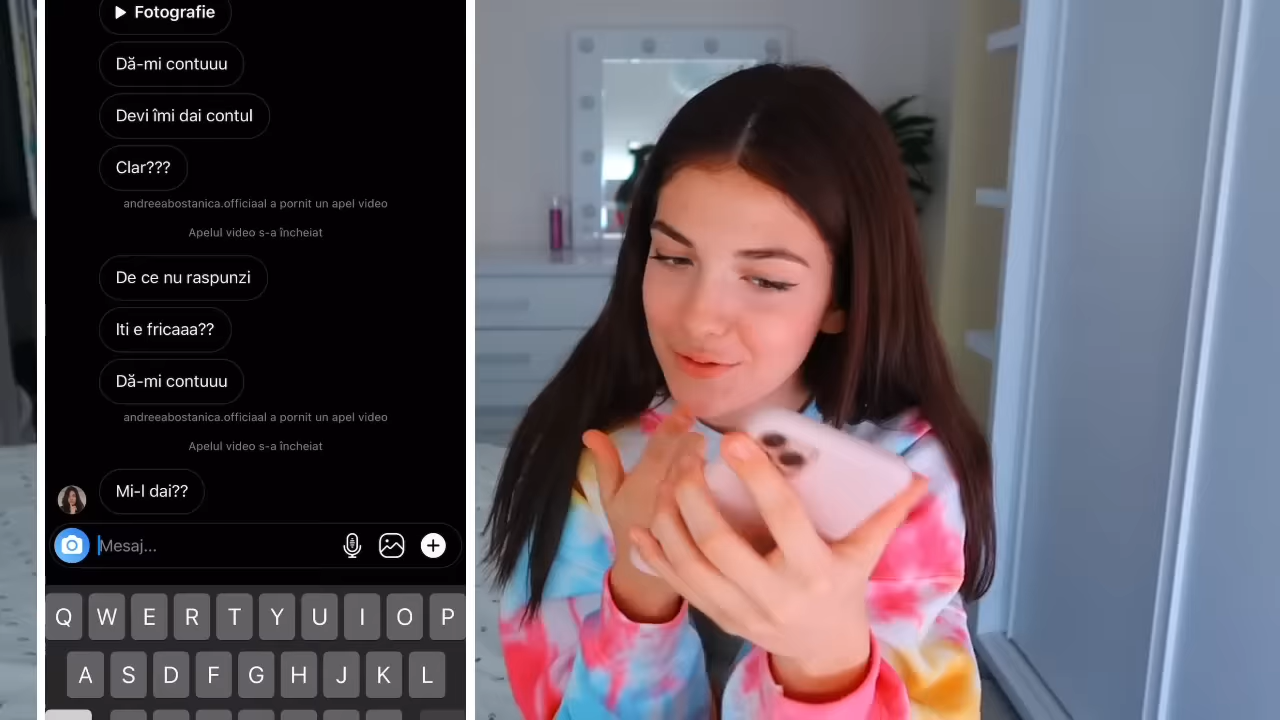 Fotografie
Dă-mi contuuu
Devi îmi dai contul
Clar???
andreeabostanica.officiaal a pornit un apel video
Apelul video s-a încheiat
De ce nu raspunzi
Iti e fricaaa??
Dă-mi contuuu
andreeabostanica.officiaal a pornit un apel video
Apelul video s-a încheiat
Mi-l dai??
Mesaj...
Q W E R T Y U I O P
A S D F G H J K L